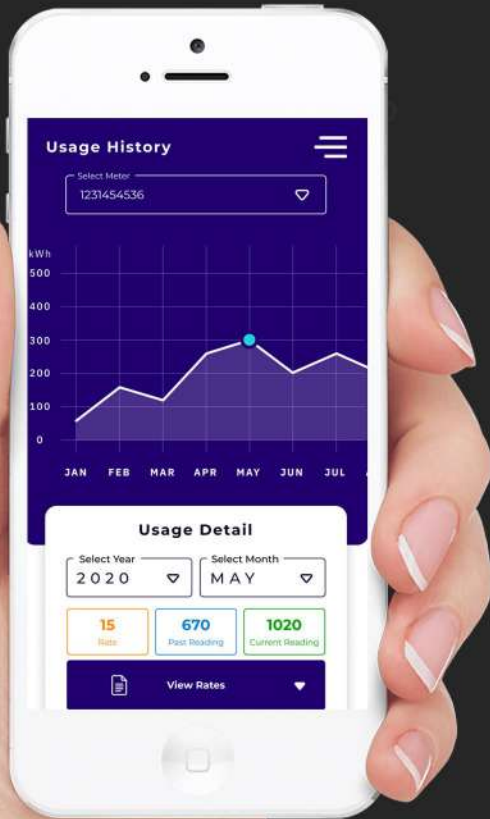 Usage History
Select Meter
1231454536
kWh
500
400
300
200
100
0
JAN FEB MAR APR MAY JUN JUL
Usage Detail
Select Year Select Month
2020 MAY
15 670 1020
Rate Past Reading Current Reading
View Rates